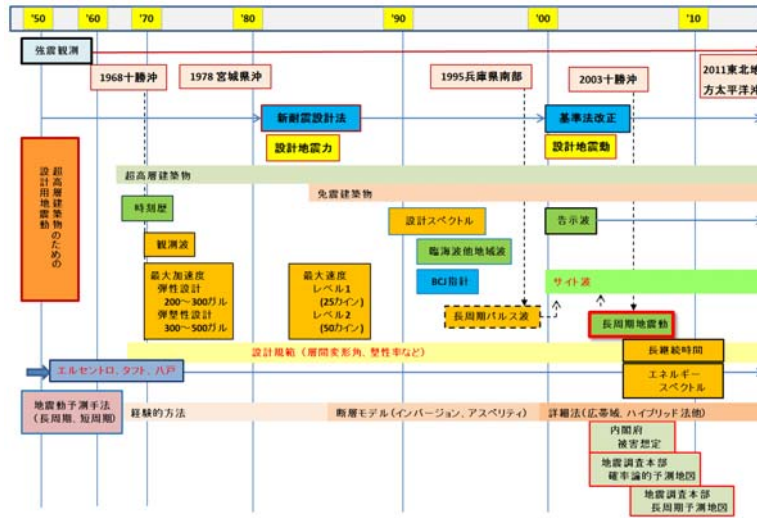 '50 '60 '70 '80 '90 '00 '10
強震観測
1968十勝沖
1978 宮城県沖
1995兵庫県南部
2003十勝沖
2011東北地
方太平洋沖
新耐震設計法
基準法改正
設計地震力
設計地震動
超高層建築物のための
設計用地震動
超高層建築物
免震建築物
時刻歴
設計スペクトル
告示波
観測波
臨海波他地域波
最大加速度
弾性設計
200～300ガル
弾塑性設計
300～500ガル
最大速度
レベル1
(25カイン)
レベル2
(50カイン)
BCJ指針
サイト波
長周期パルス波
長周期地震動
設計規範（層間変形角、塑性率など）
長継続時間
エルセントロ、タフト、八戸
エネルギー
スペクトル
地震動予測手法
（長周期、短周期）
経験的方法
断層モデル（インバージョン、アスペリティ）
詳細法（広帯域、ハイブリッド法他）
内閣府
被害想定
地震調査本部
確率論的予測地図
地震調査本部
長周期予測地図